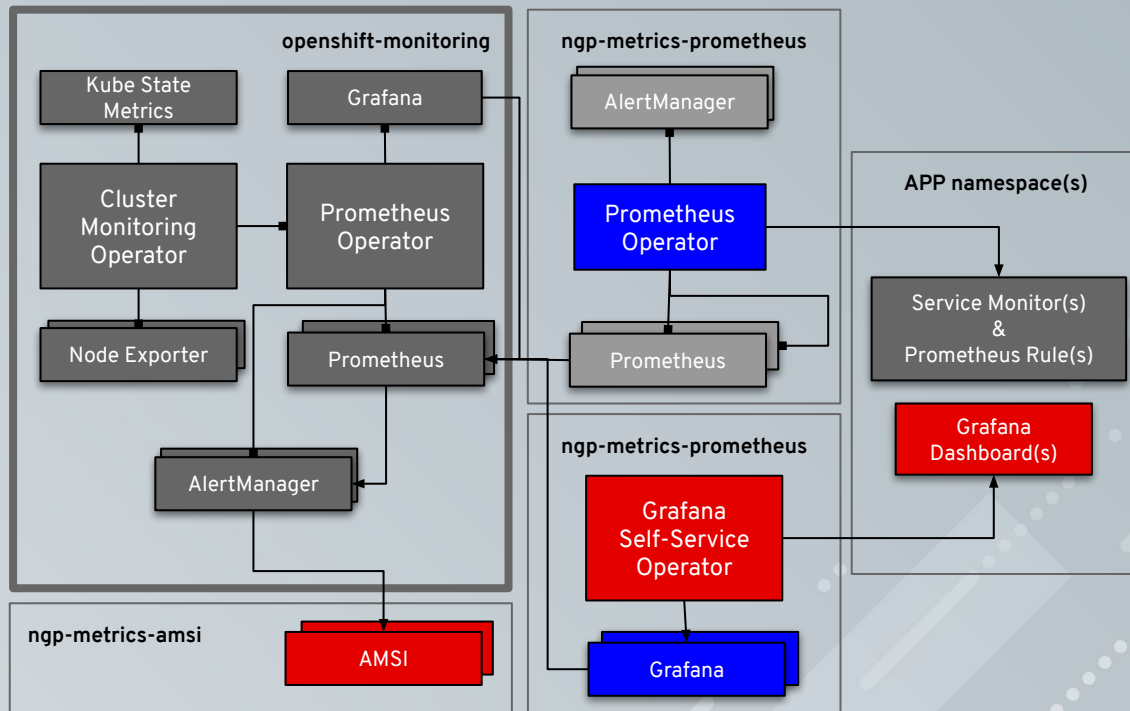 openshift-monitoring
Kube State
Metrics
Grafana
Cluster
Monitoring
Operator
Prometheus
Operator
Node Exporter
Prometheus
AlertManager
ngp-metrics-amsi
AMSI
ngp-metrics-prometheus
AlertManager
Prometheus
Operator
Prometheus
ngp-metrics-prometheus
Grafana
Self-Service
Operator
Grafana
APP namespace(s)
Service Monitor(s)
&
Prometheus Rule(s)
Grafana
Dashboard(s)